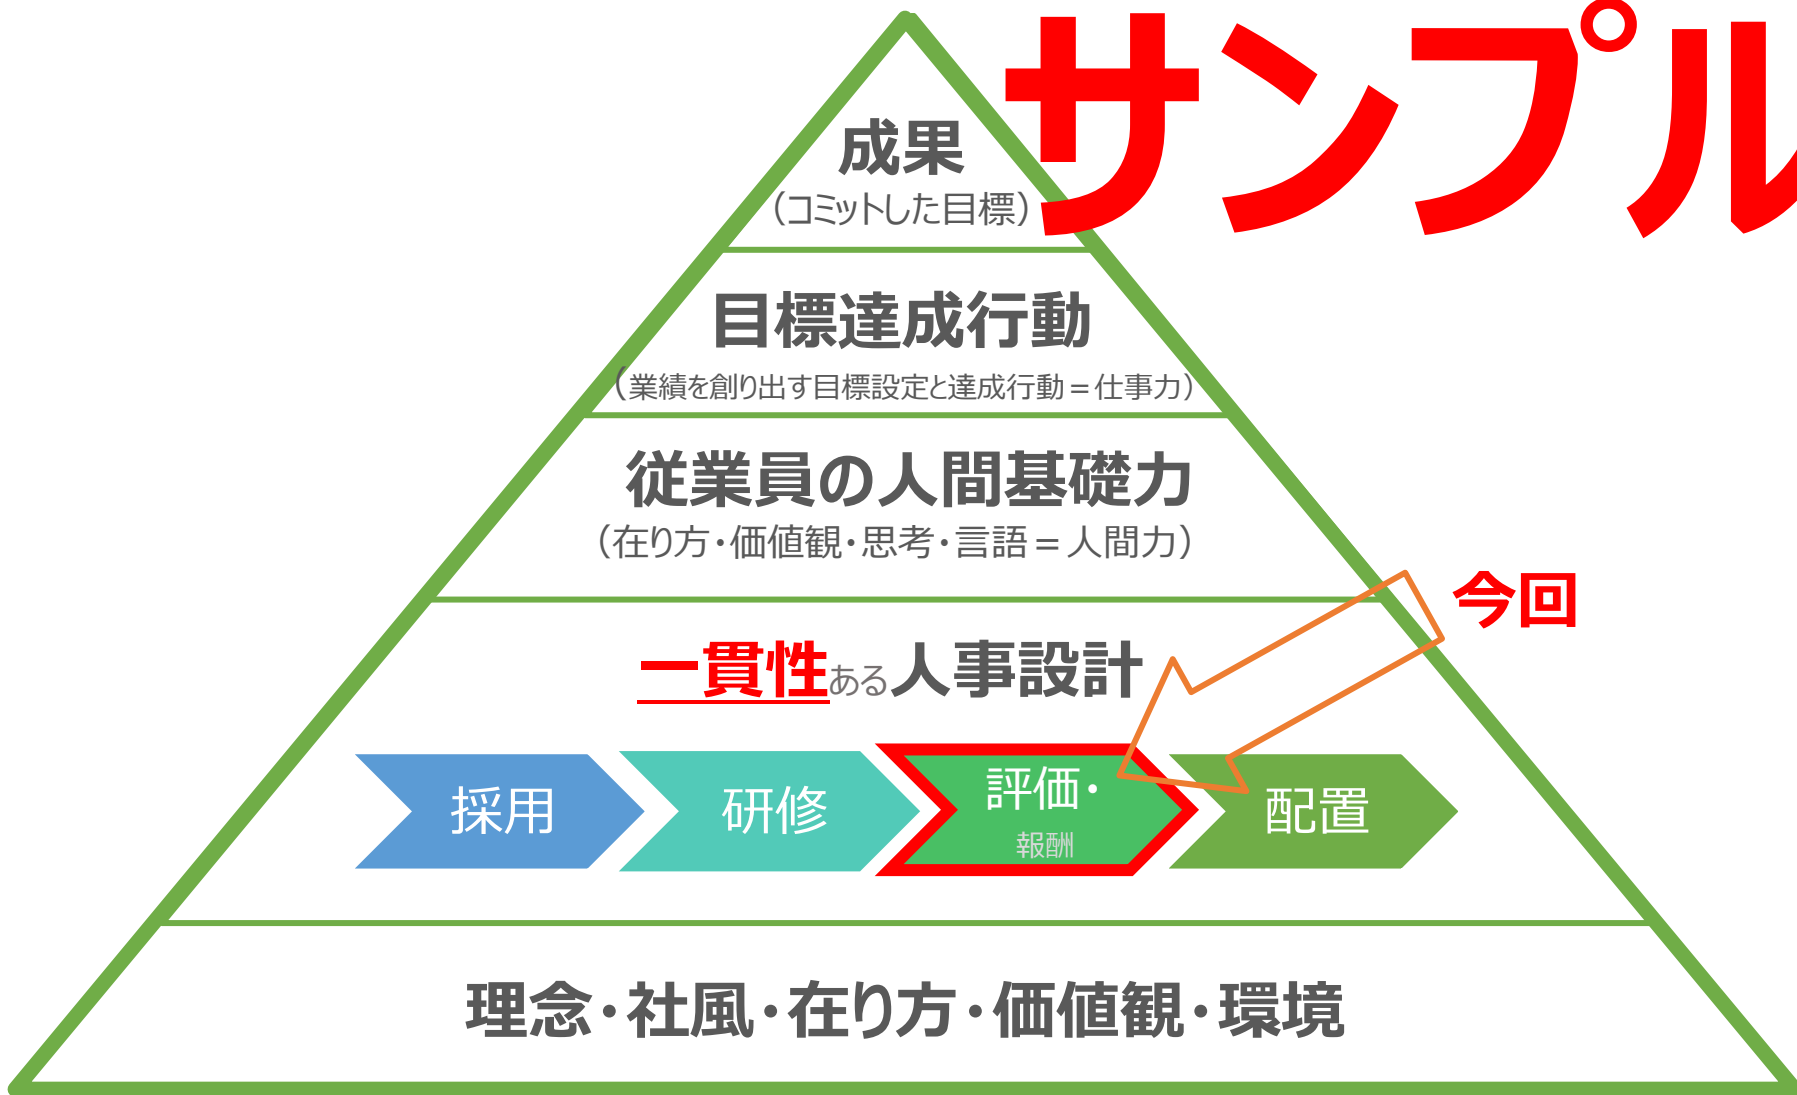 サンプル
成果
（コミットした目標）
目標達成行動
（業績を創り出す目標設定と達成行動＝仕事力）
従業員の人間基礎力
（在り方・価値観・思考・言語＝人間力）
今回
一貫性ある人事設計
採用
研修
評価・
報酬
配置
理念・社風・在り方・価値観・環境